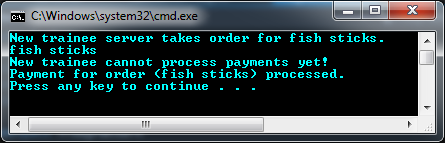 C:\Windows\system32\cmd.exe
New trainee server takes order for fish sticks.
fish sticks
New trainee cannot process payments yet!
Payment for order (fish sticks) processed.
Press any key to continue . . .